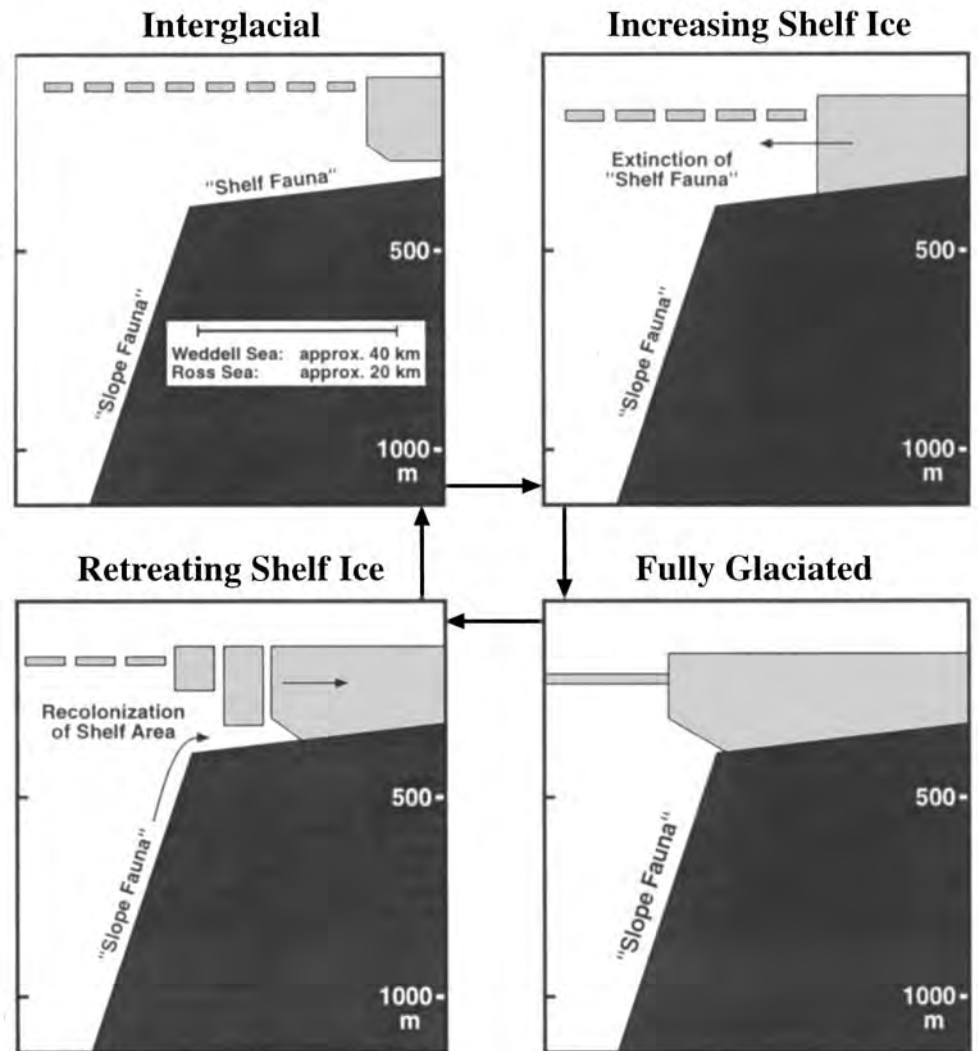 Interglacial
"Shelf Fauna"
"Slope Fauna"
500
Weddell Sea: approx. 40 km
Ross Sea: approx. 20 km
1000
m
Increasing Shelf Ice
Extinction of
"Shelf Fauna"
"Slope Fauna"
500
1000
m
Retreating Shelf Ice
Recolonization
of Shelf Area
"Slope Fauna"
500
1000
m
Fully Glaciated
"Slope Fauna"
500
1000
m